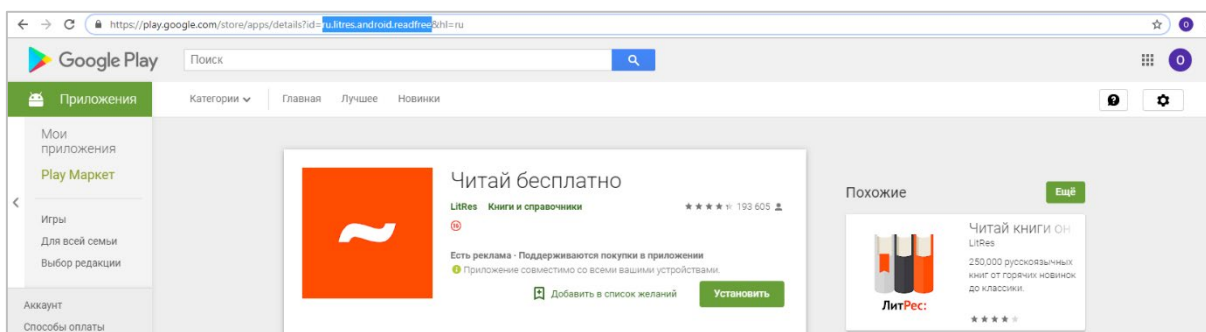 https://play.google.com/store/apps/details?id=ru.litres.android.readfree&hl=ru
O
Google Play
Поиск
O
Приложения
Категории
Главная
Лучшее
Новинки
Мои приложения
Play Маркет
Игры
Для всей семьи
Выбор редакции
Аккаунт
Способы оплаты
Читай бесплатно
LitRes Книги и справочники
193 605
Есть реклама · Поддерживаются покупки в приложении
Приложение совместимо со всеми вашими устройствами.
Добавить в список желаний
Установить
Похожие
Ещё
ЛитРес:
Читай книги он
LitRes
250,000 русскоязычных
книг от горячих новинок
до классики.